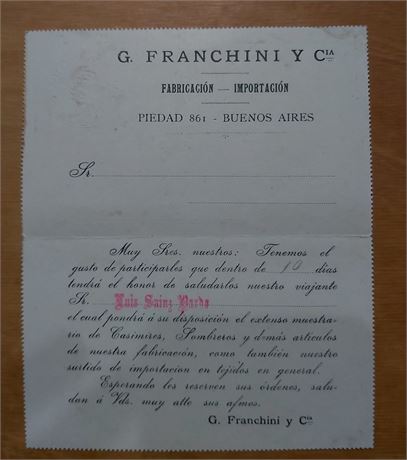 G. FRANCHINI Y CIA
FABRICACIÓN — IMPORTACIÓN
PIEDAD 861 - BUENOS AIRES
Sr.
Muy Sres. nuestros: Tenemos el
gusto de participarles que dentro de 10 dias
tendrá el honor de saludarlos nuestro viajante
Sr. Luis Sainz Pardo
el cual pondrá á su disposición el extenso muestra-
rio de Casimires, Sombreros y demás artículos
de nuestra fabricación, como también nuestro
surtido de importacion en tejidos en general.
Esperando les reserven sus órdenes, salu-
dan á Vds. muy atte sus afmos.
G. Franchini y Cia